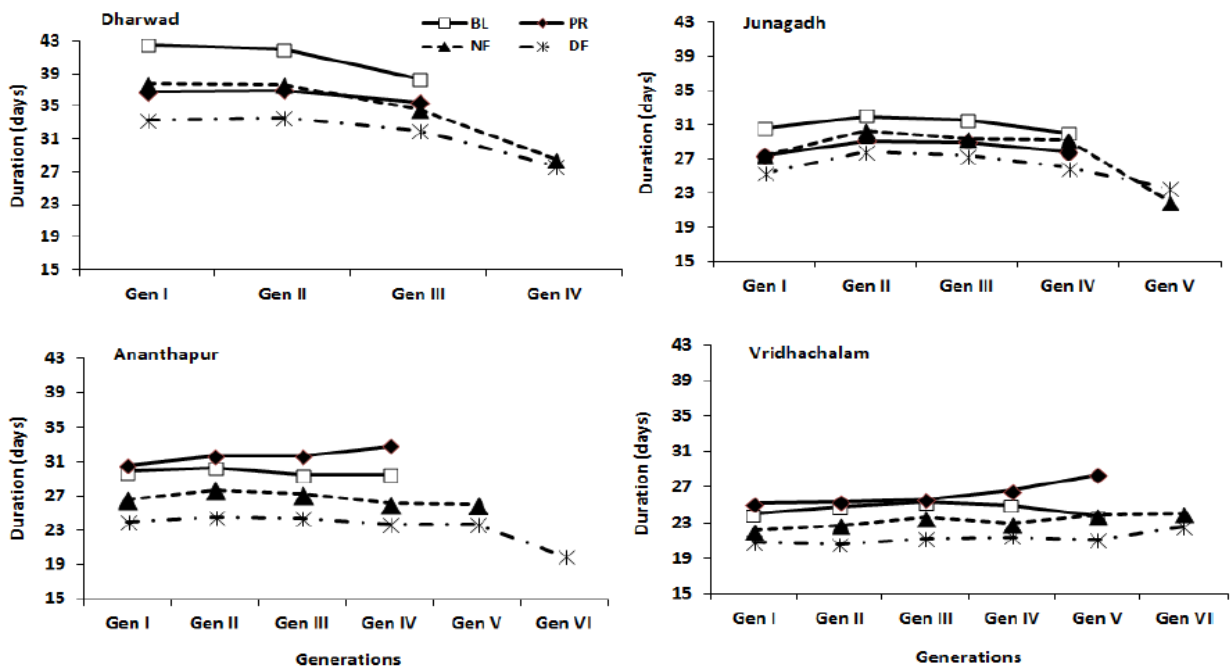 Dharwad
BL PR
NF DF
Duration (days)
43
39
35
31
27
23
19
15
Gen I Gen II Gen III Gen IV
Junagadh
Duration (days)
43
39
35
31
27
23
19
15
Gen I Gen II Gen III Gen IV Gen V
Ananthapur
Duration (days)
43
39
35
31
27
23
19
15
Gen I Gen II Gen III Gen IV Gen V Gen VI
Generations
Vridhachalam
Duration (days)
43
39
35
31
27
23
19
15
Gen I Gen II Gen III Gen IV Gen V Gen VI
Generations